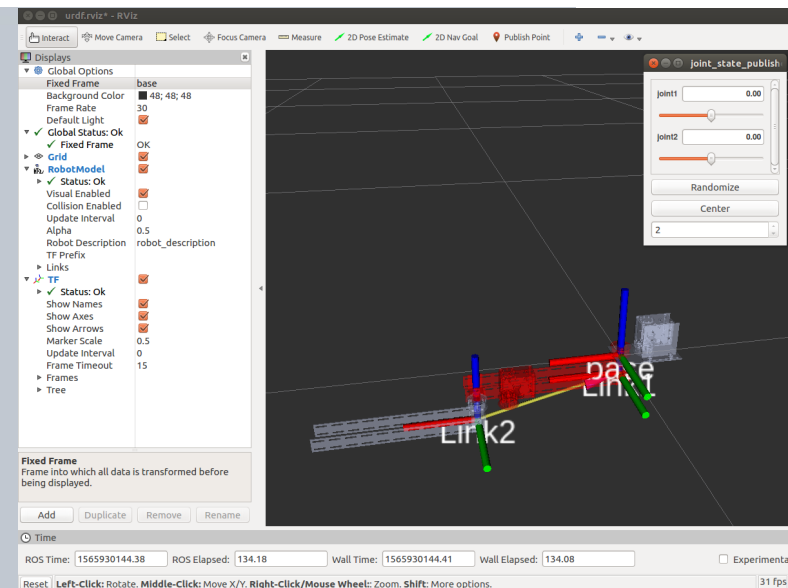 urdf.rviz* - RViz
Interact Move Camera Select Focus Camera Measure 2D Pose Estimate 2D Nav Goal Publish Point
Displays
Global Options
Fixed Frame base
Background Color 48; 48; 48
Frame Rate 30
Default Light
Global Status: Ok
Fixed Frame OK
Grid
RobotModel
Status: Ok
Visual Enabled
Collision Enabled
Update Interval 0
Alpha 0.5
Robot Description robot_description
TF Prefix
Links
TF
Status: Ok
Show Names
Show Axes
Show Arrows
Marker Scale 0.5
Update Interval 0
Frame Timeout 15
Frames
Tree
Fixed Frame
Frame into which all data is transformed before
being displayed.
Add Duplicate Remove Rename
joint_state_publish
joint1 0.00
joint2 0.00
Randomize
Center
2
base
Link1
Link2
Time
ROS Time: 1565930144.38 ROS Elapsed: 134.18 Wall Time: 1565930144.41 Wall Elapsed: 134.08 Experimenta
Reset Left-Click: Rotate. Middle-Click: Move X/Y. Right-Click/Mouse Wheel:: Zoom. Shift: More options. 31 fps